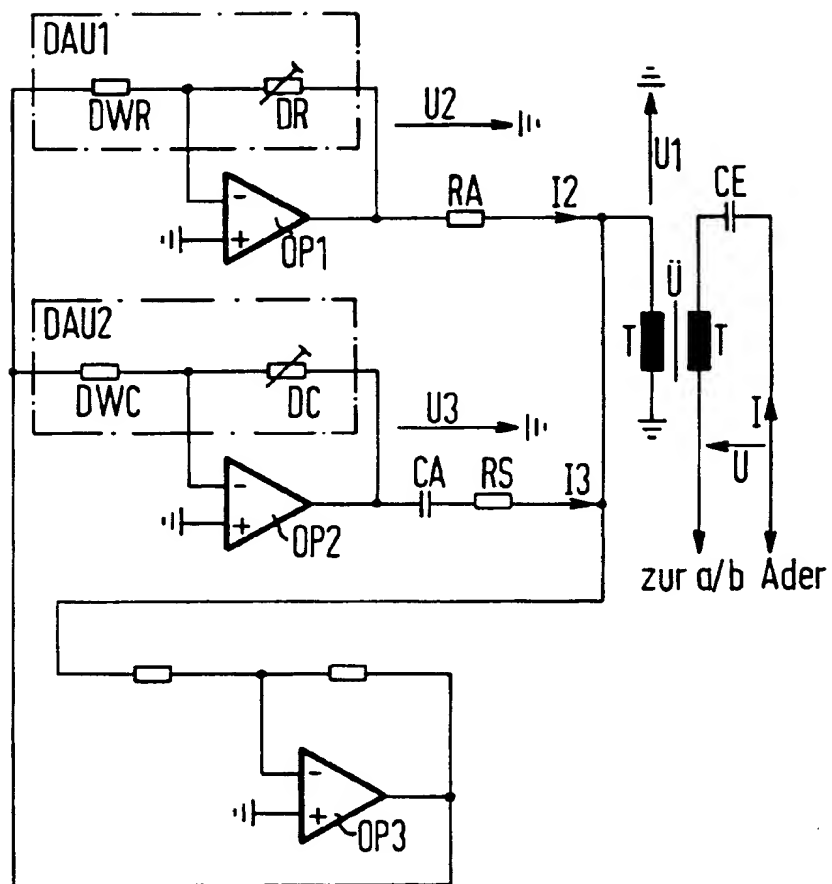 DAU1
DWR
DR
U2
U1
CE
- 
+
OP1
RA
I2
Ü
T
T
DAU2
DWC
DC
U3
I
U
-
+
OP2
CA
RS
I3
zur a/b Ader
-
+
OP3